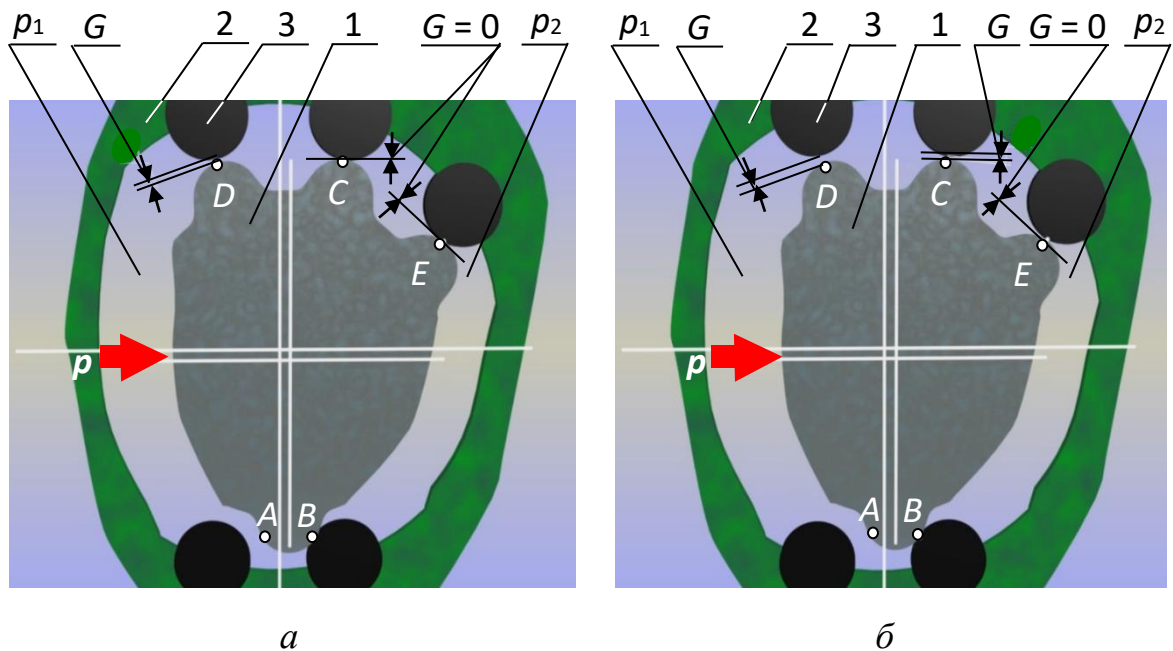 p1 G 2 3 1 G = 0 p2
D C
E
p
A B
а
p1 G 2 3 1 G G = 0 p2
D C
E
p
A B
б